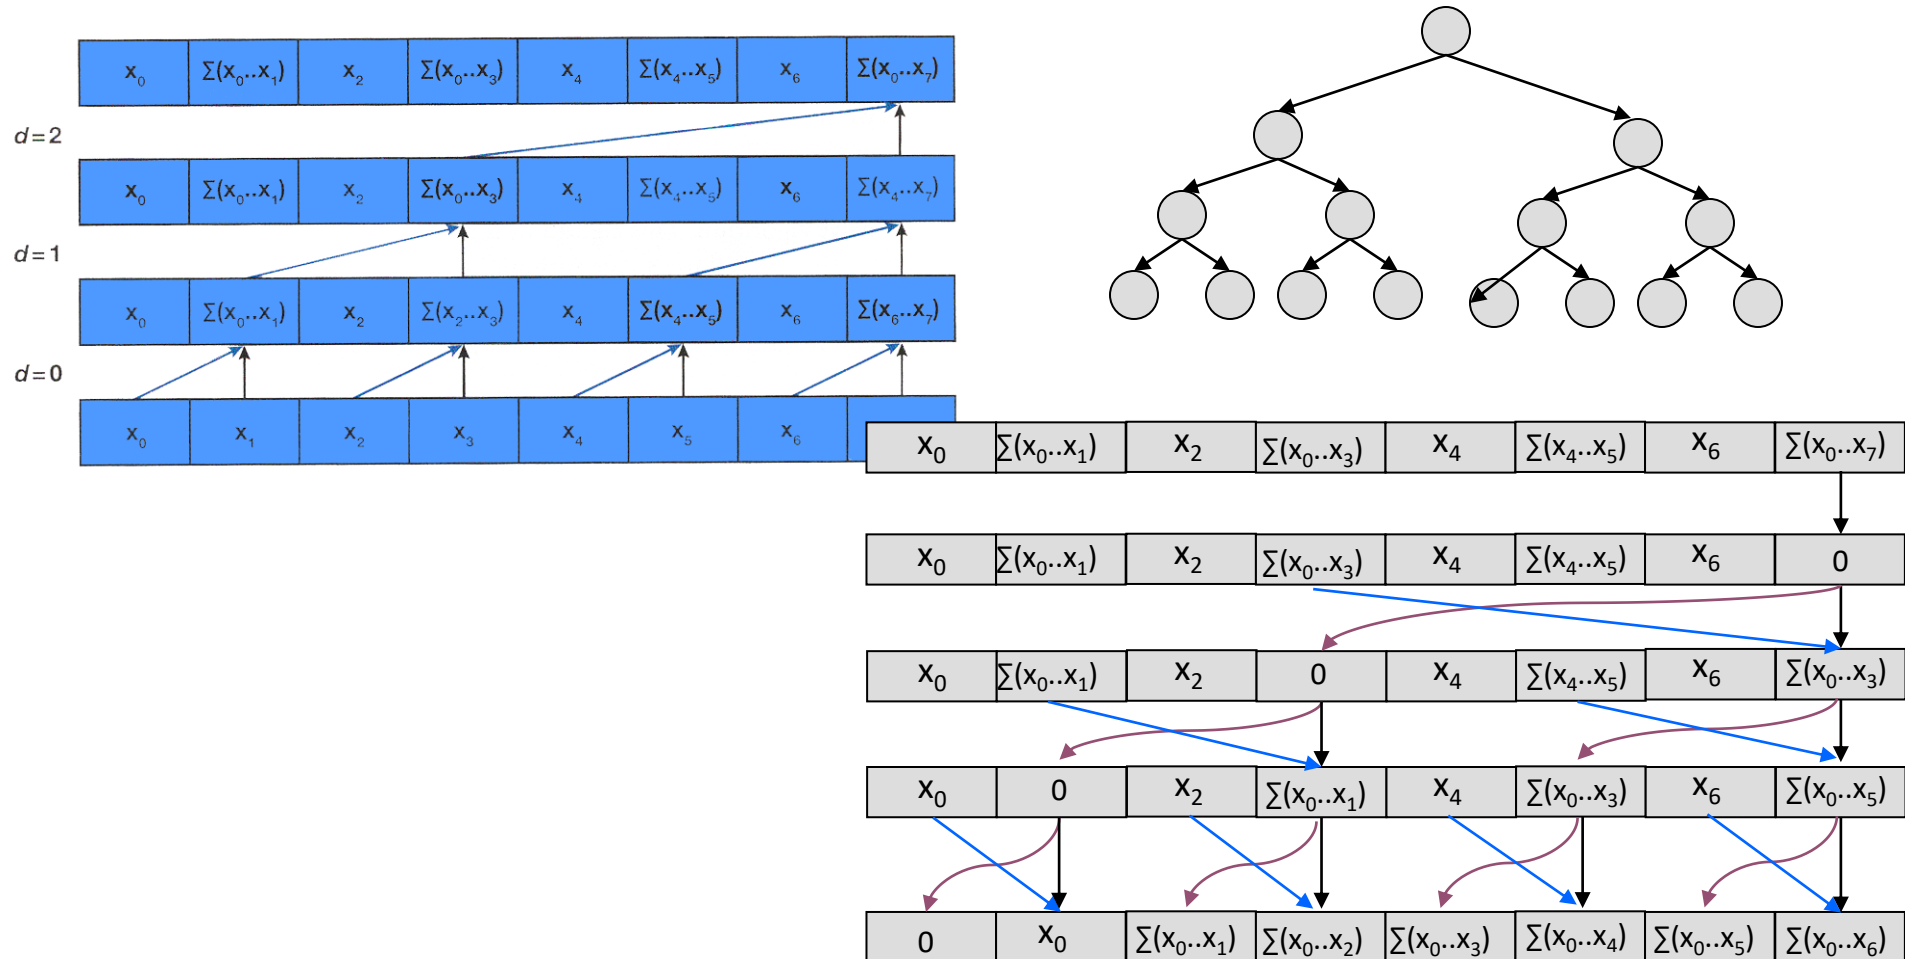 x₀ ∑(x₀..x₁) x₂ ∑(x₀..x₃) x₄ ∑(x₄..x₅) x₆ ∑(x₀..x₇)
d=2
x₀ ∑(x₀..x₁) x₂ ∑(x₀..x₃) x₄ ∑(x₄..x₅) x₆ ∑(x₄..x₇)
d=1
x₀ ∑(x₀..x₁) x₂ ∑(x₂..x₃) x₄ ∑(x₄..x₅) x₆ ∑(x₆..x₇)
d=0
x₀ x₁ x₂ x₃ x₄ x₅ x₆
x₀ ∑(x₀..x₁) x₂ ∑(x₀..x₃) x₄ ∑(x₄..x₅) x₆ ∑(x₀..x₇)
x₀ ∑(x₀..x₁) x₂ ∑(x₀..x₃) x₄ ∑(x₄..x₅) x₆ 0
x₀ ∑(x₀..x₁) x₂ 0 x₄ ∑(x₄..x₅) x₆ ∑(x₀..x₃)
x₀ 0 x₂ ∑(x₀..x₁) x₄ ∑(x₀..x₃) x₆ ∑(x₀..x₅)
0 x₀ ∑(x₀..x₁) ∑(x₀..x₂) ∑(x₀..x₃) ∑(x₀..x₄) ∑(x₀..x₅) ∑(x₀..x₆)